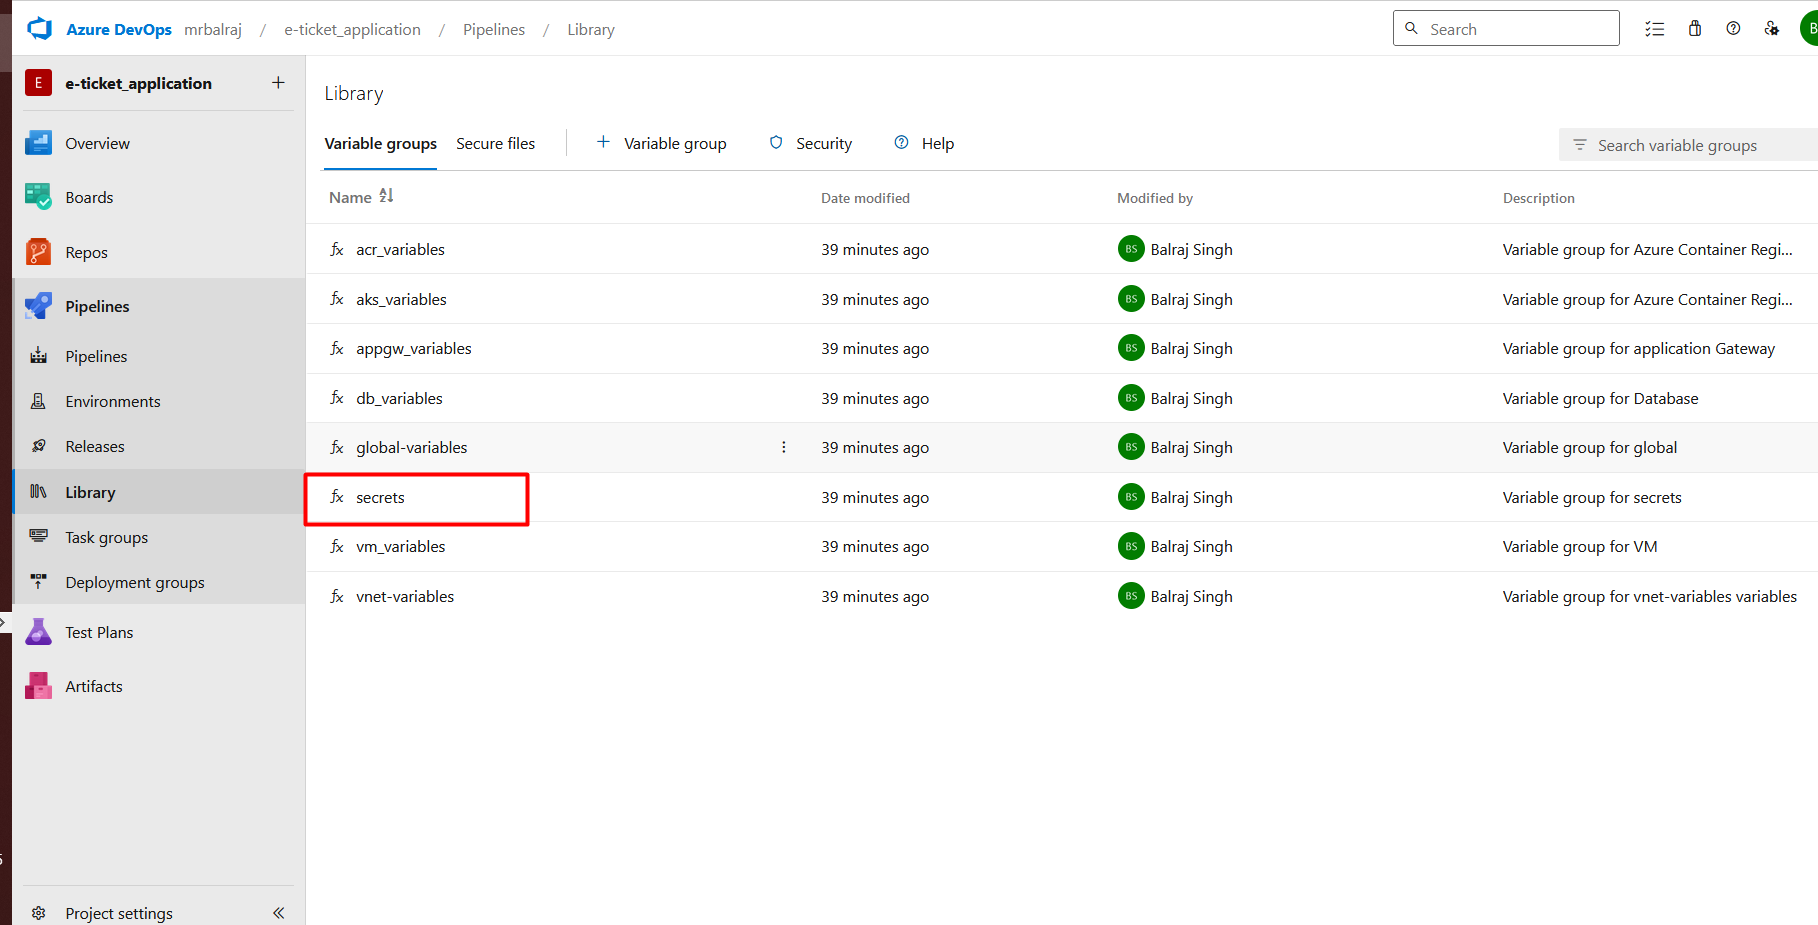 Azure DevOps mrbalraj / e-ticket_application / Pipelines / Library
Search
B
E e-ticket_application +
Overview
Boards
Repos
Pipelines
Pipelines
Environments
Releases
Library
Task groups
Deployment groups
Test Plans
Artifacts
Project settings
Library
Variable groups Secure files + Variable group Security Help
Search variable groups
Name Date modified Modified by Description
fx acr_variables 39 minutes ago BS Balraj Singh Variable group for Azure Container Regi...
fx aks_variables 39 minutes ago BS Balraj Singh Variable group for Azure Container Regi...
fx appgw_variables 39 minutes ago BS Balraj Singh Variable group for application Gateway
fx db_variables 39 minutes ago BS Balraj Singh Variable group for Database
fx global-variables 39 minutes ago BS Balraj Singh Variable group for global
fx secrets 39 minutes ago BS Balraj Singh Variable group for secrets
fx vm_variables 39 minutes ago BS Balraj Singh Variable group for VM
fx vnet-variables 39 minutes ago BS Balraj Singh Variable group for vnet-variables variables